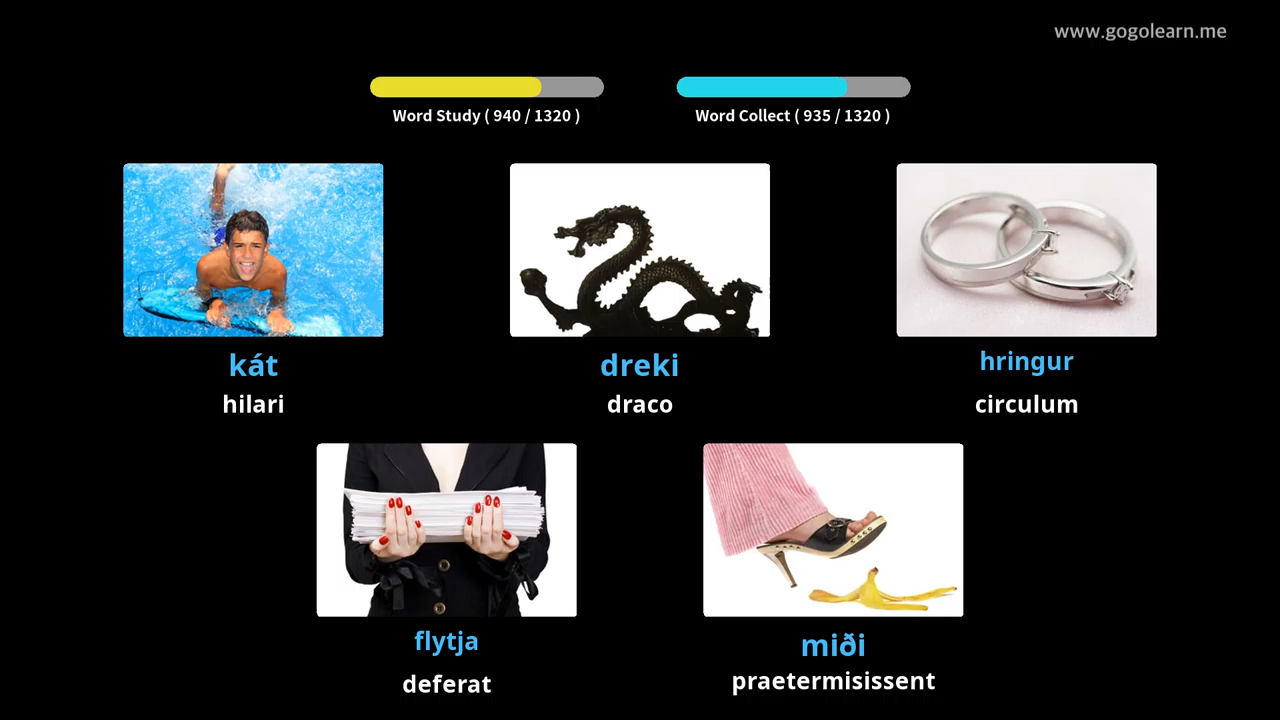 www.gogolearn.me
Word Study ( 940 / 1320 )
Word Collect ( 935 / 1320 )
kát
hilari
dreki
draco
hringur
circulum
flytja
deferat
miði
praetermisissent